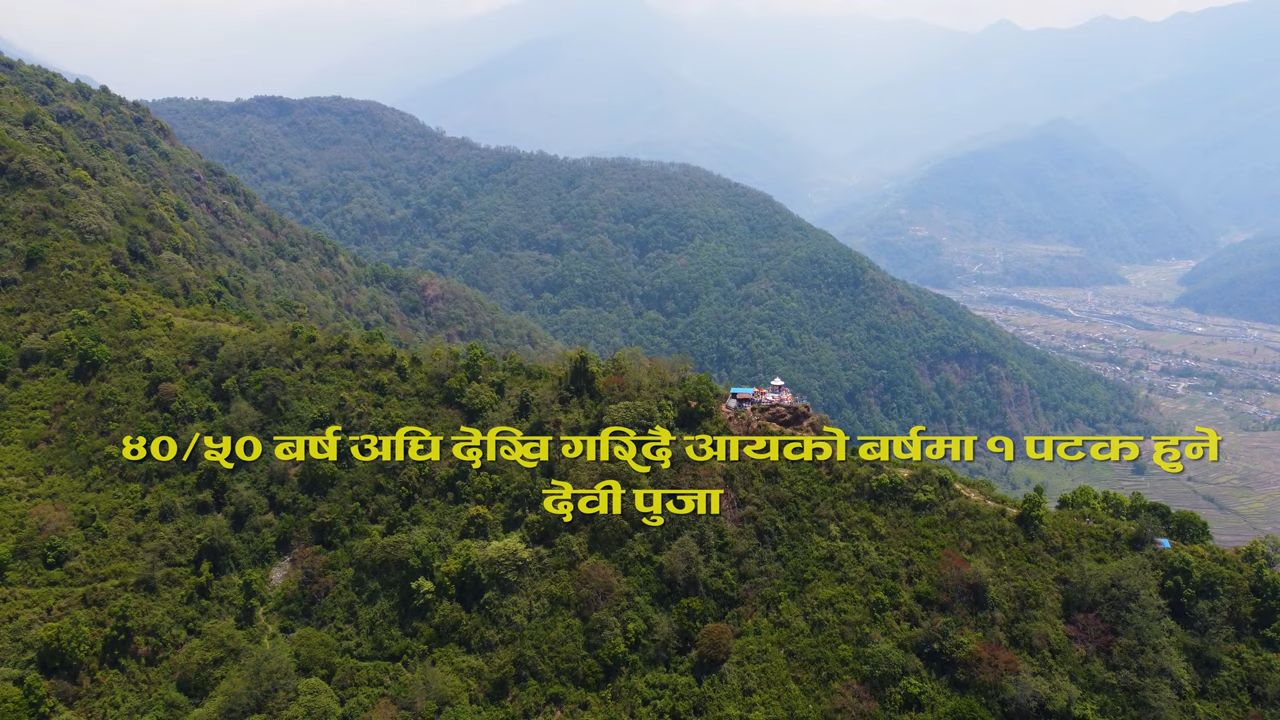 ४०/५० बर्ष अघि देखि गरिदै आयको बर्षमा १ पटक हुने
देवी पुजा